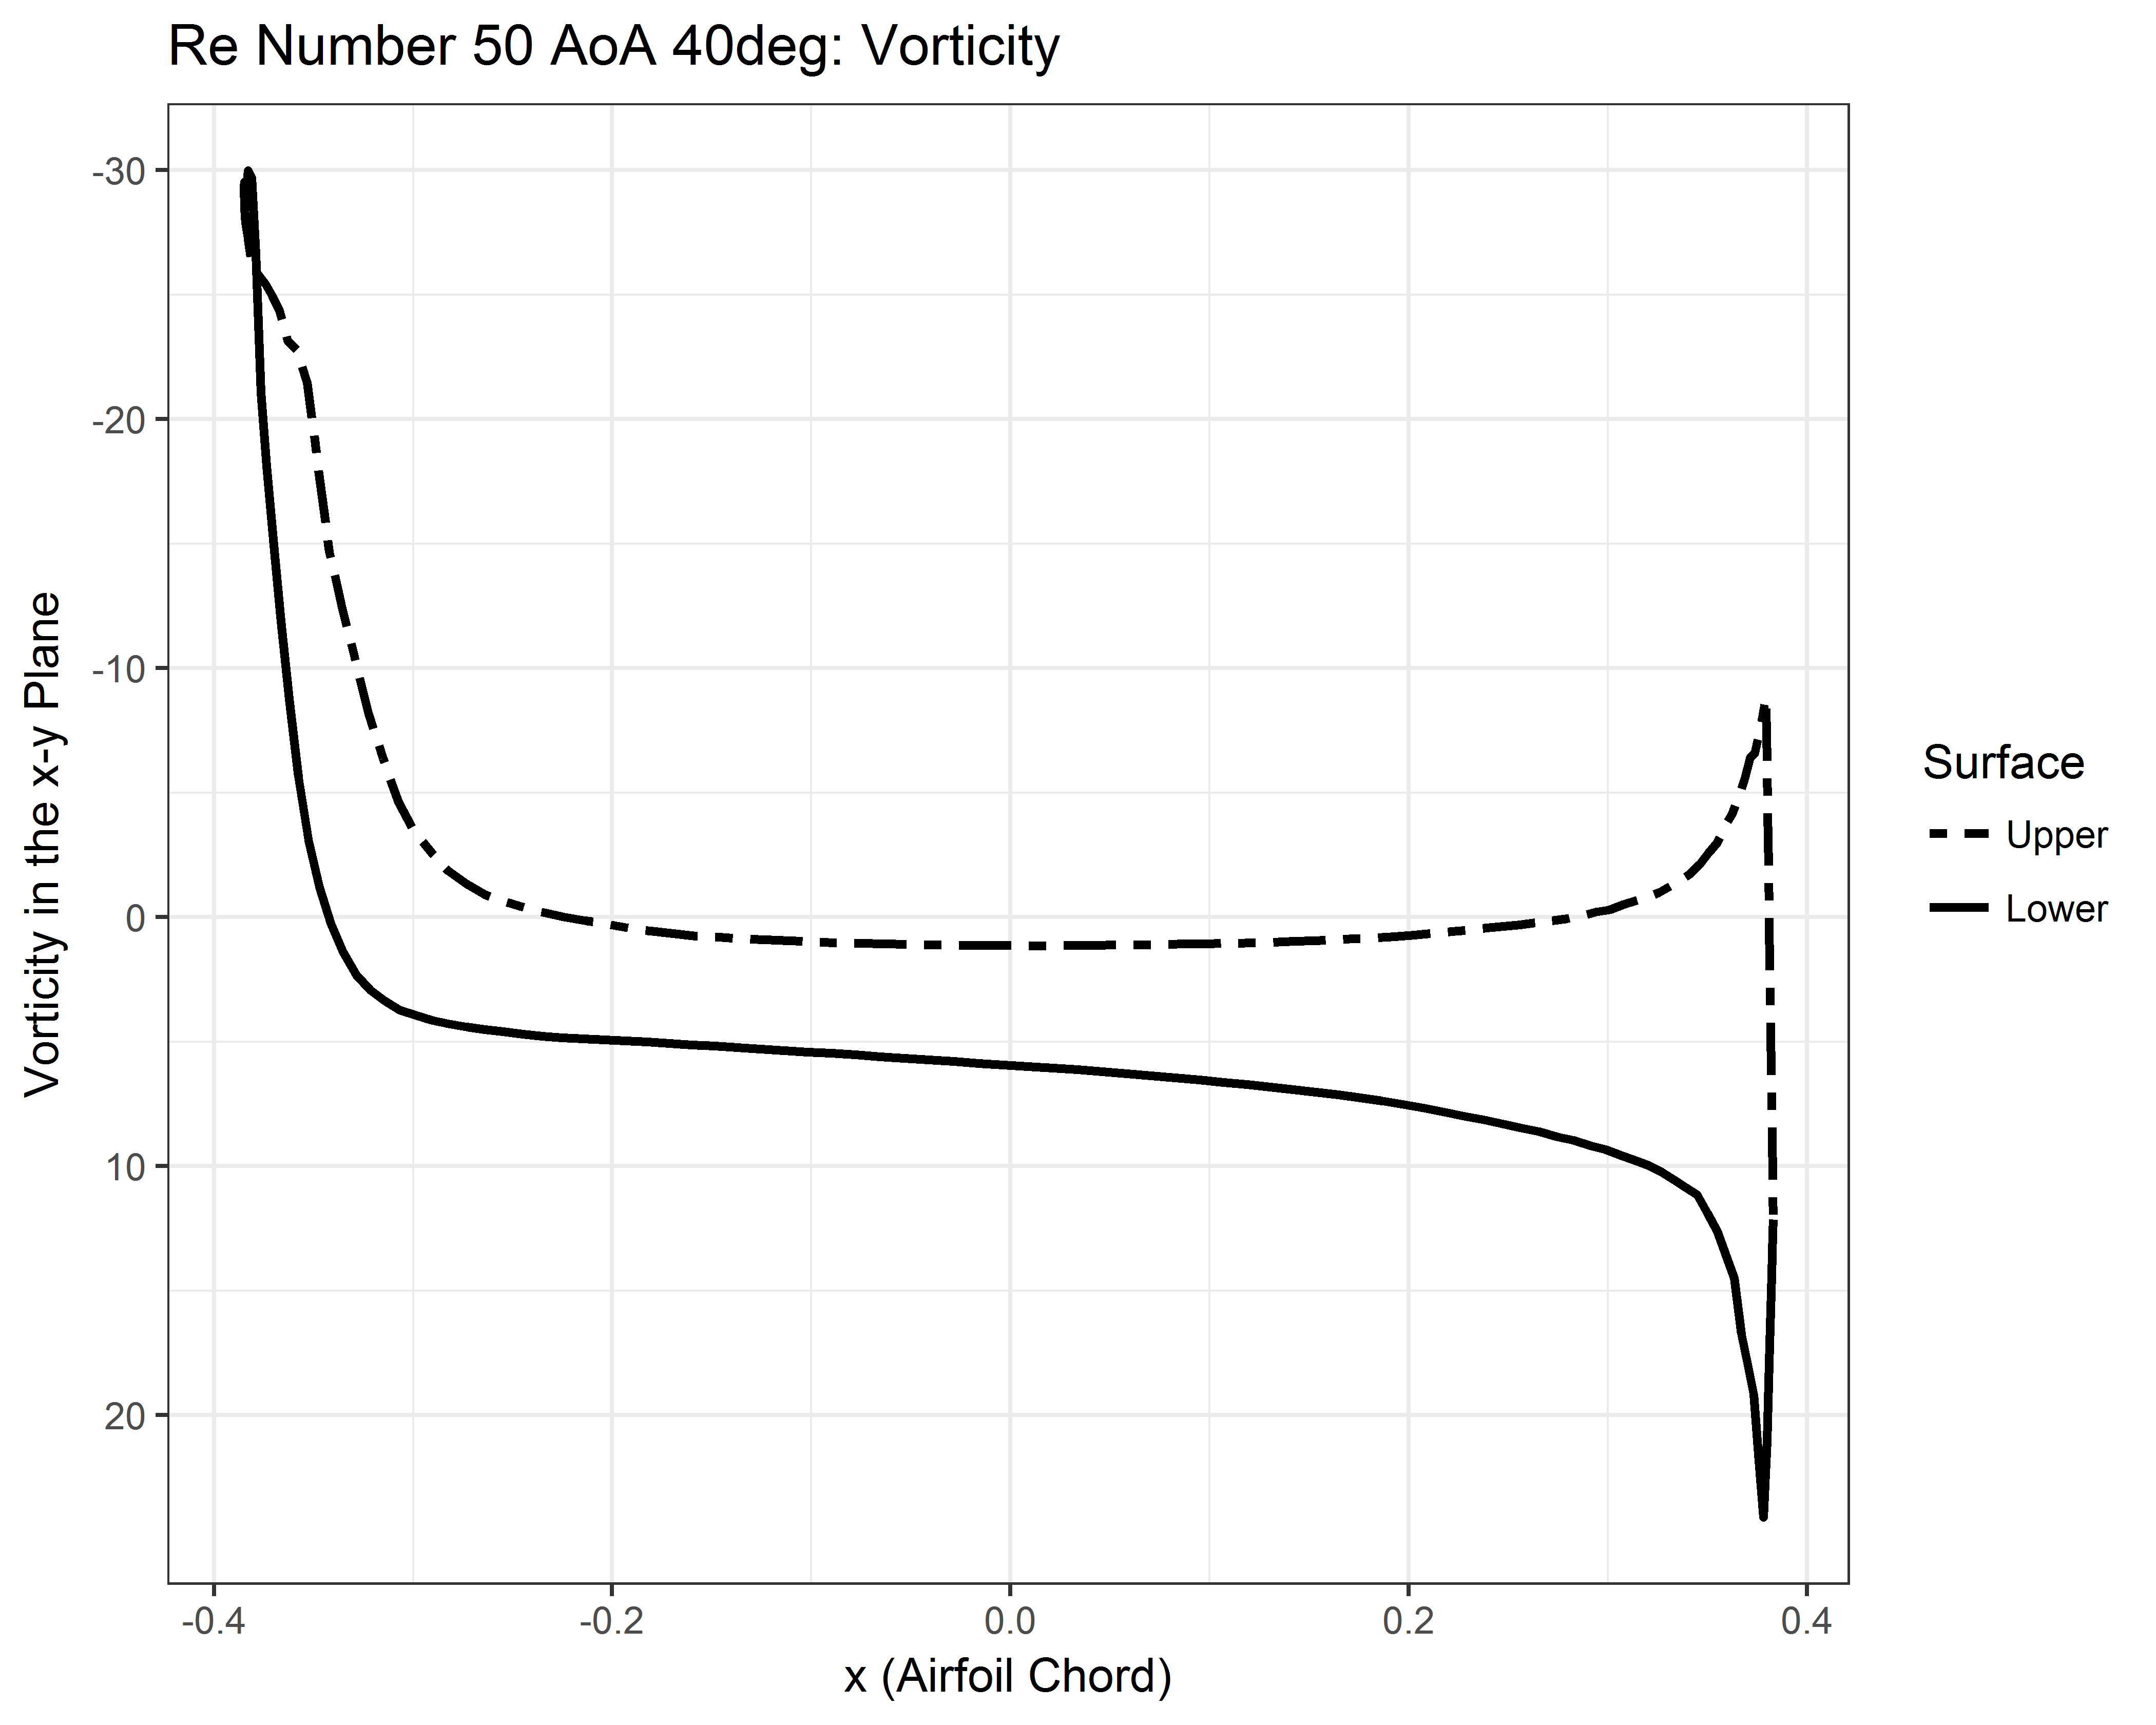 Re Number 50 AoA 40deg: Vorticity
Vorticity in the x-y Plane
-30
-20
-10
0
10
20
-0.4
-0.2
0.0
0.2
0.4
x (Airfoil Chord)
Surface
Upper
Lower